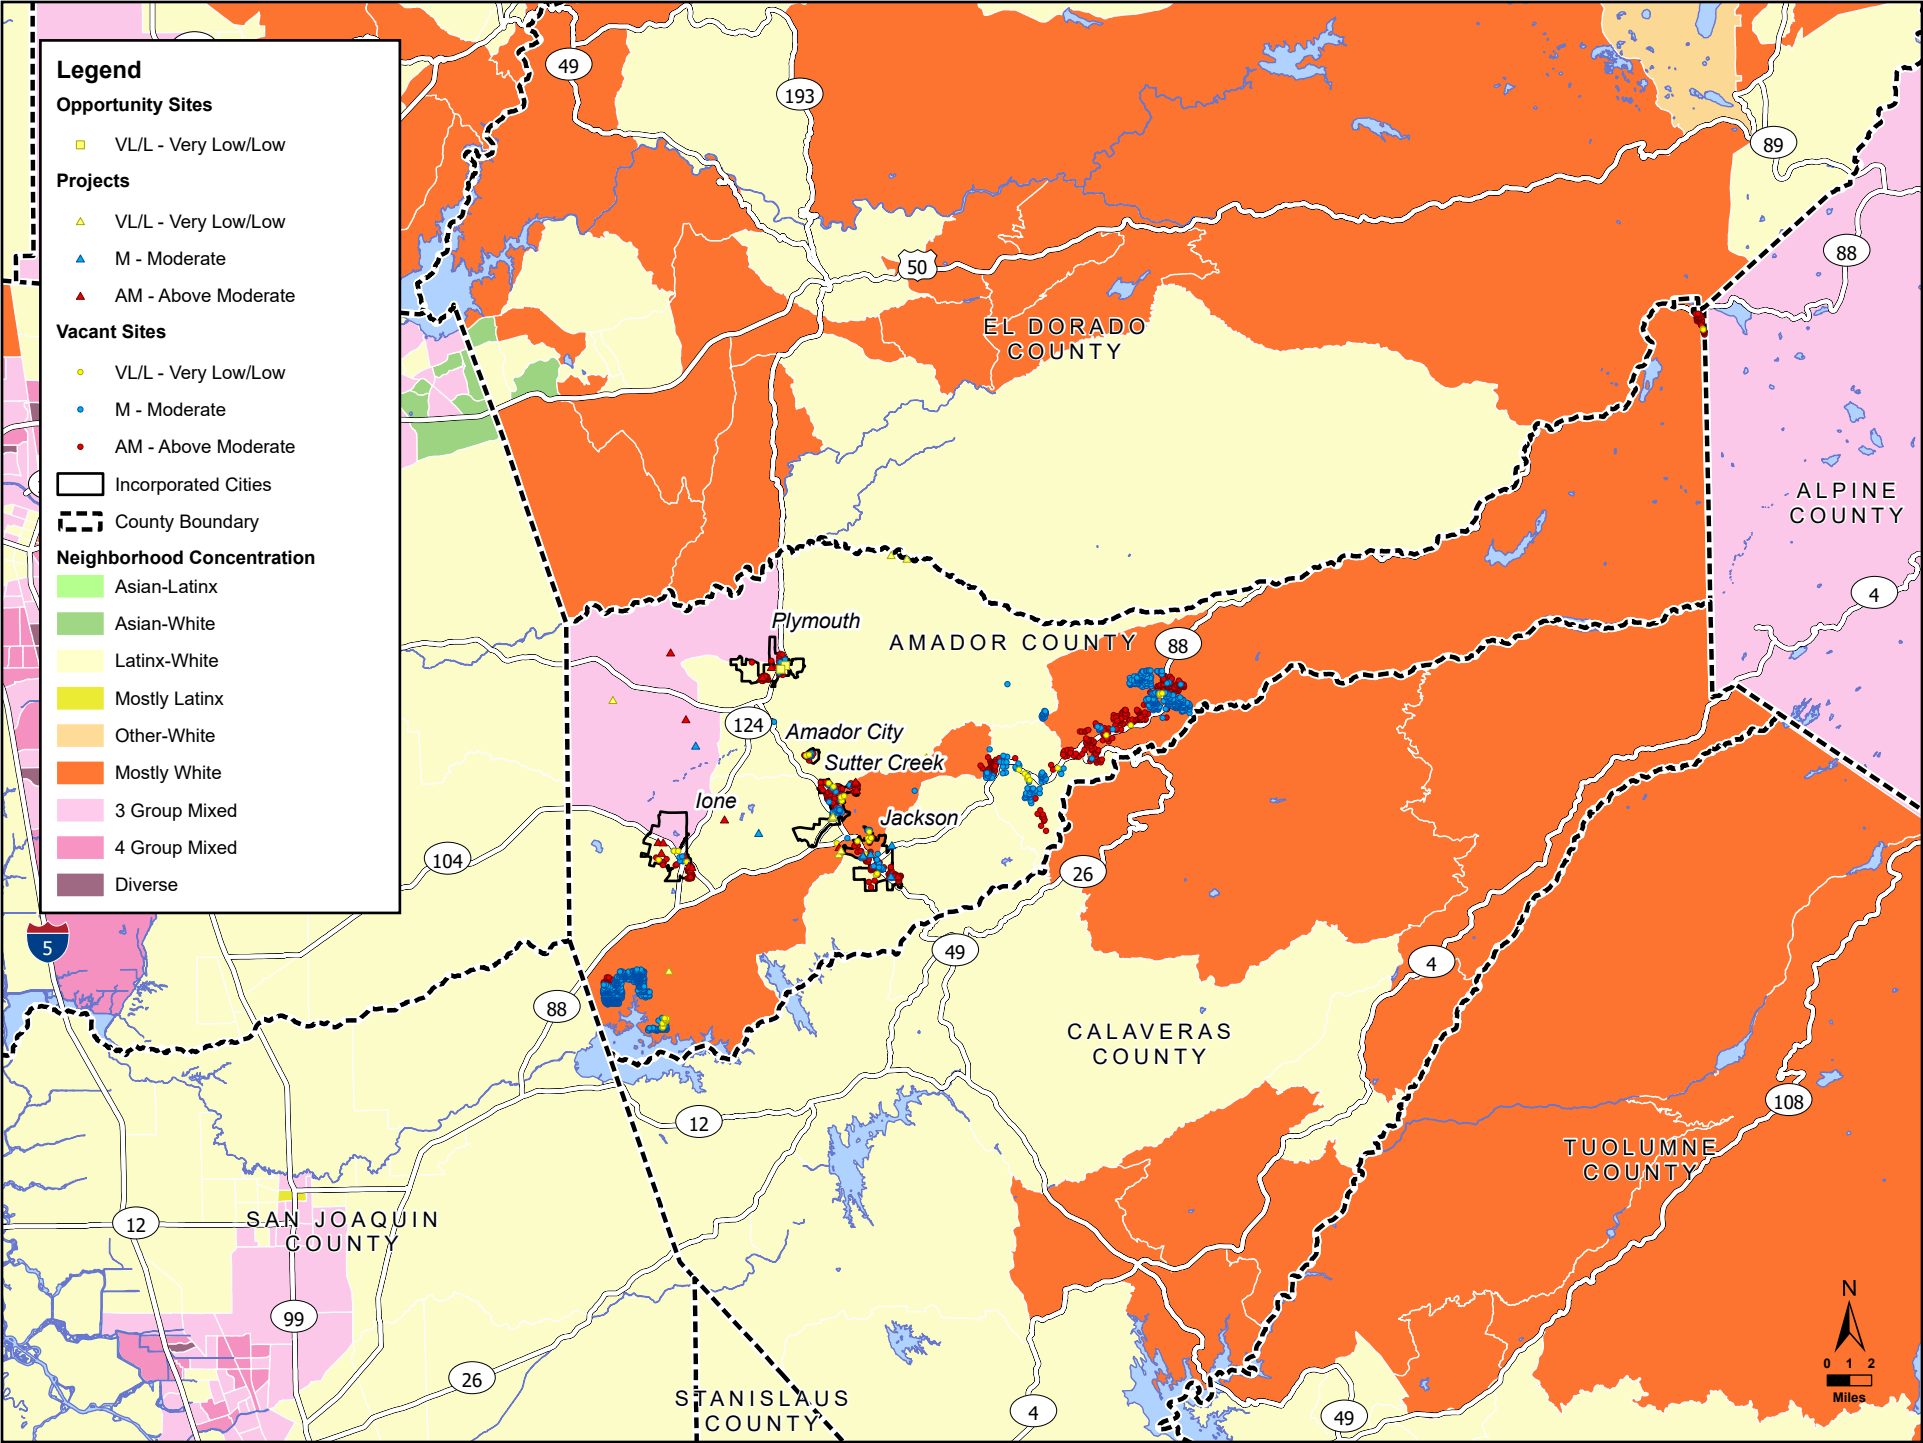 Legend
Opportunity Sites
VL/L - Very Low/Low
Projects
VL/L - Very Low/Low
M - Moderate
AM - Above Moderate
Vacant Sites
VL/L - Very Low/Low
M - Moderate
AM - Above Moderate
Incorporated Cities
County Boundary
Neighborhood Concentration
Asian-Latinx
Asian-White
Latinx-White
Mostly Latinx
Other-White
Mostly White
3 Group Mixed
4 Group Mixed
Diverse
49
193
89
88
50
EL DORADO
COUNTY
ALPINE
COUNTY
4
Plymouth
AMADOR COUNTY
88
124
Amador City
Sutter Creek
Ione
Jackson
104
26
5
49
4
88
CALAVERAS
COUNTY
12
108
TUOLUMNE
COUNTY
12
SAN JOAQUIN
COUNTY
99
26
STANISLAUS
COUNTY
4
49
N
0 1 2
Miles